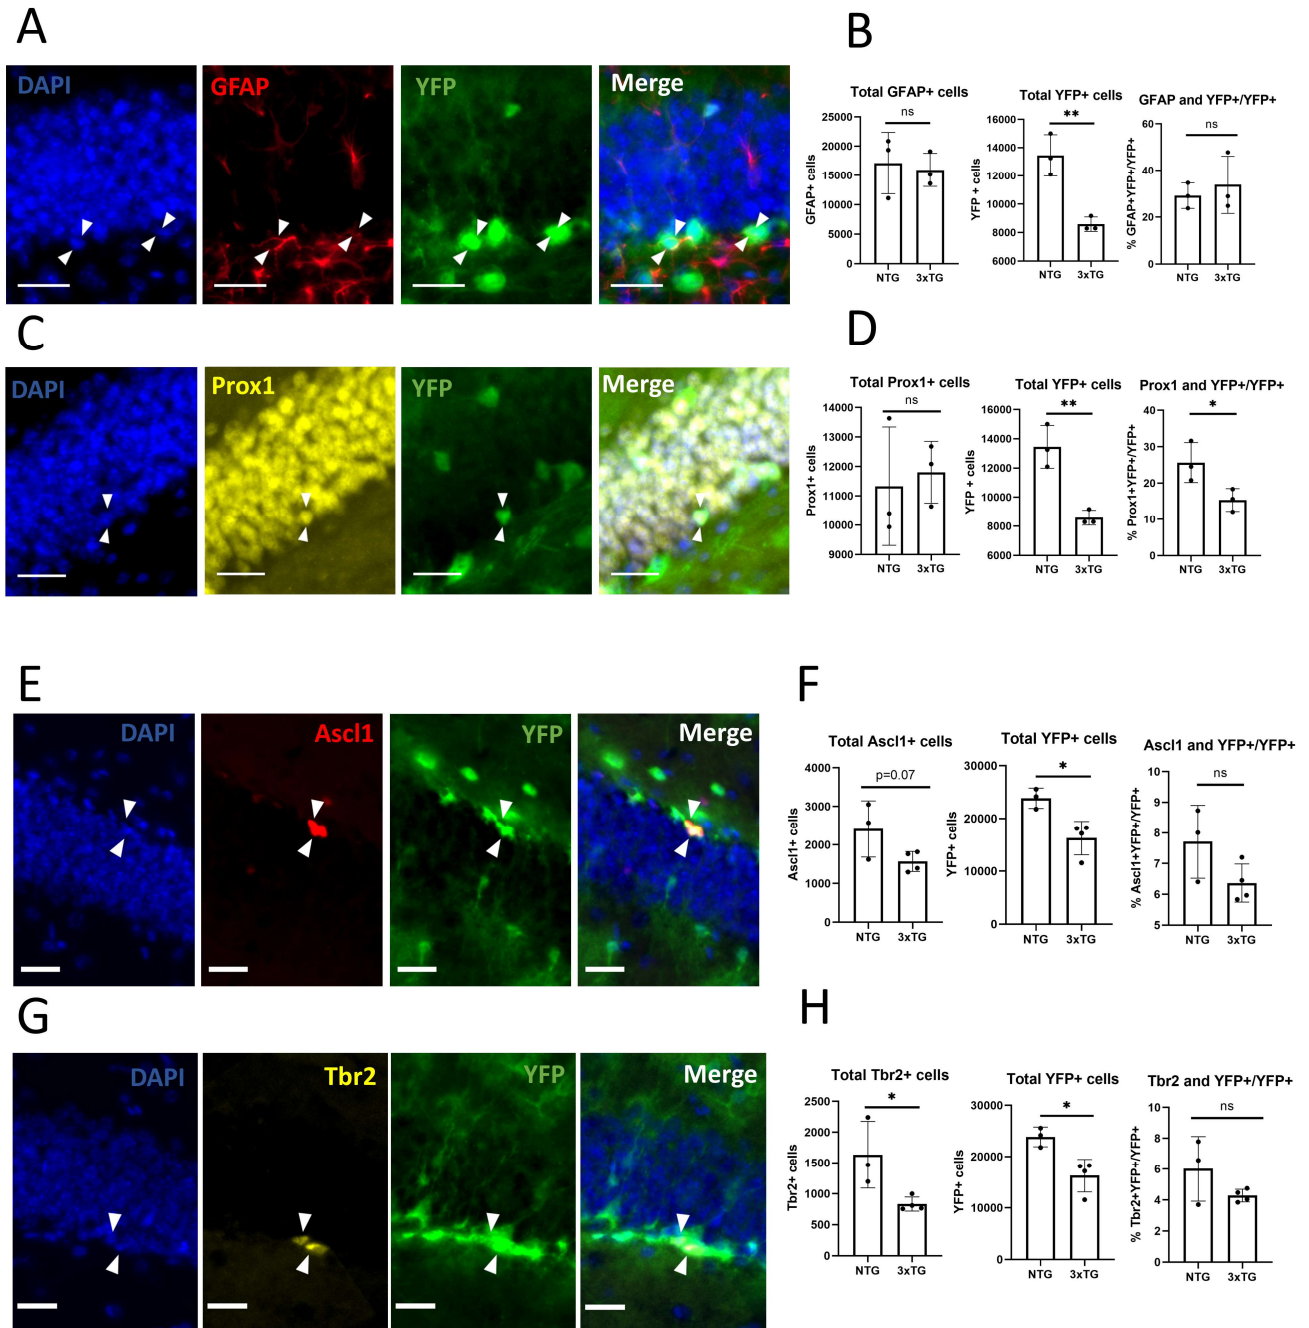 A
DAPI
GFAP
YFP
Merge
B
Total GFAP+ cells
ns
GFAP+ cells
25000
20000
15000
10000
5000
0
NTG
3xTG
Total YFP+ cells
**
YFP + cells
16000
14000
12000
10000
8000
6000
NTG
3xTG
GFAP and YFP+/YFP+
ns
% GFAP+YFP+/YFP+
60
40
20
0
NTG
3xTG
C
DAPI
Prox1
YFP
Merge
D
Total Prox1+ cells
ns
Prox1+ cells
14000
13000
12000
11000
10000
9000
NTG
3xTG
Total YFP+ cells
**
YFP + cells
16000
14000
12000
10000
8000
6000
NTG
3xTG
Prox1 and YFP+/YFP+
*
% Prox1+YFP+/YFP+
40
30
20
10
0
NTG
3xTG
E
DAPI
Ascl1
YFP
Merge
F
Total Ascl1+ cells
p=0.07
Ascl1+ cells
4000
3000
2000
1000
0
NTG
3xTG
Total YFP+ cells
*
YFP+ cells
30000
20000
10000
0
NTG
3xTG
Ascl1 and YFP+/YFP+
ns
% Ascl1+YFP+/YFP+
10
9
8
7
6
5
NTG
3xTG
G
DAPI
Tbr2
YFP
Merge
H
Total Tbr2+ cells
*
Tbr2+ cells
2500
2000
1500
1000
500
0
NTG
3xTG
Total YFP+ cells
*
YFP+ cells
30000
20000
10000
0
NTG
3xTG
Tbr2 and YFP+/YFP+
ns
% Tbr2+YFP+/YFP+
10
8
6
4
2
0
NTG
3xTG